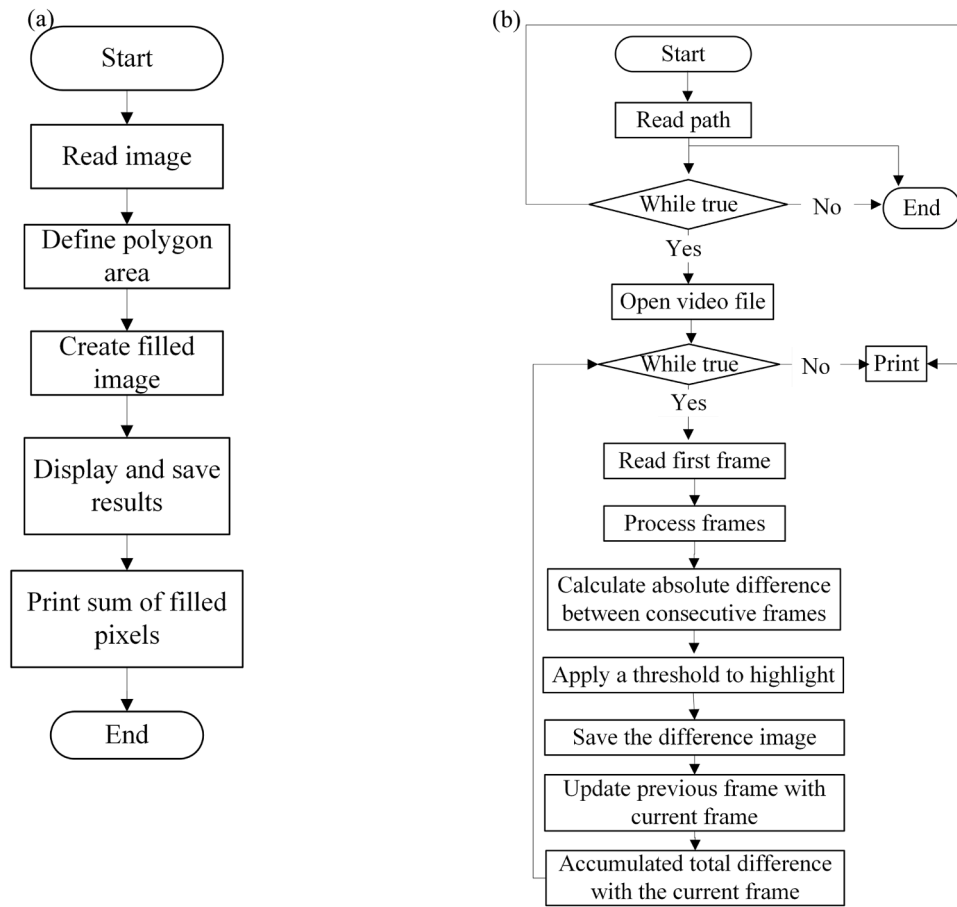 (a)
Start
Read image
Define polygon
area
Create filled
image
Display and save
results
Print sum of filled
pixels
End
(b)
Start
Read path
While true
No
End
Yes
Open video file
While true
No
Print
Yes
Read first frame
Process frames
Calculate absolute difference
between consecutive frames
Apply a threshold to highlight
Save the difference image
Update previous frame with
current frame
Accumulated total difference
with the current frame